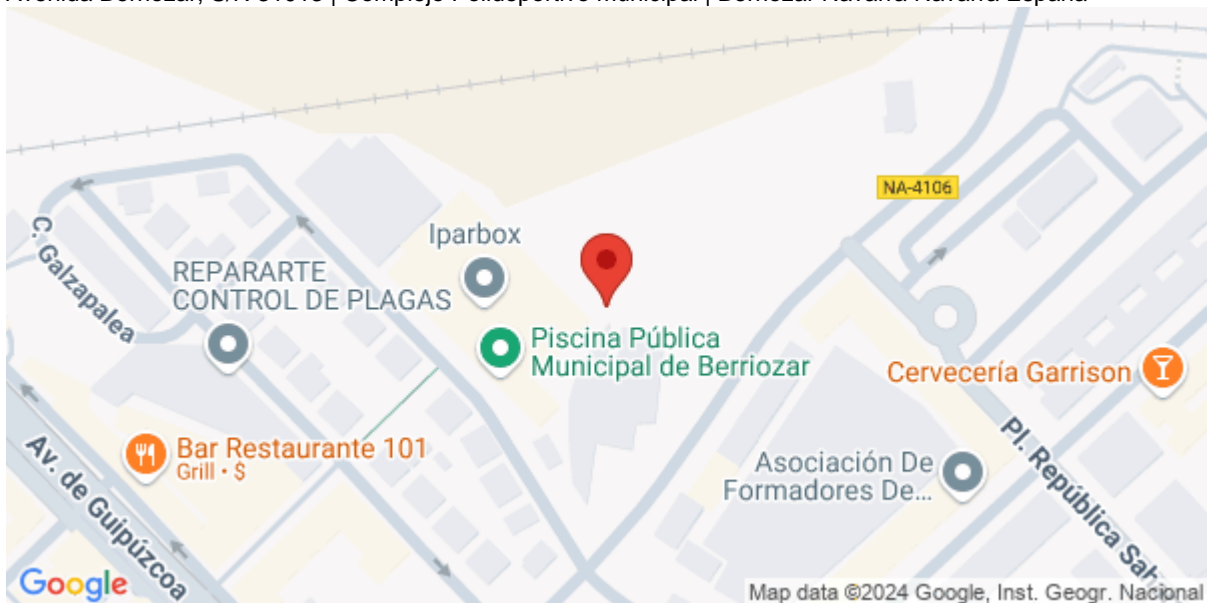 NA-4106
Iparbox
C. Galzapalea
REPARARTE
CONTROL DE PLAGAS
Piscina Pública
Municipal de Berriozar
Cervecería Garrison
Bar Restaurante 101
Grill • $
Av. de Guipúzcoa
Asociación De
Formadores De...
Pl. República Saha
Google
Map data ©2024 Google, Inst. Geogr. Nacional